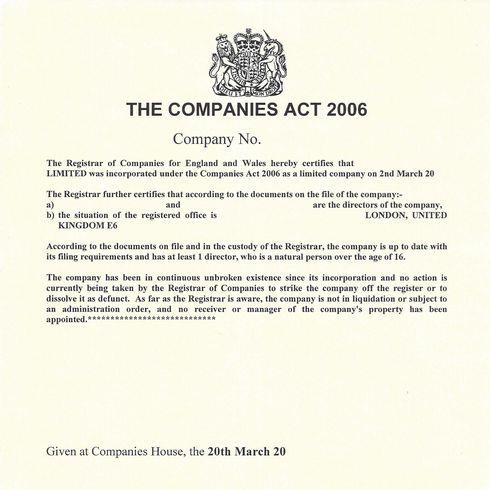 THE COMPANIES ACT 2006
Company No.
The Registrar of Companies for England and Wales hereby certifies that
LIMITED was incorporated under the Companies Act 2006 as a limited company on 2nd March 20
The Registrar further certifies that according to the documents on the file of the company:-
a) and are the directors of the company,
b) the situation of the registered office is LONDON, UNITED
KINGDOM E6
According to the documents on file and in the custody of the Registrar, the company is up to date with
its filing requirements and has at least 1 director, who is a natural person over the age of 16.
The company has been in continuous unbroken existence since its incorporation and no action is
currently being taken by the Registrar of Companies to strike the company off the register or to
dissolve it as defunct. As far as the Registrar is aware, the company is not in liquidation or subject to
an administration order, and no receiver or manager of the company's property has been
appointed.****************************
Given at Companies House, the 20th March 20